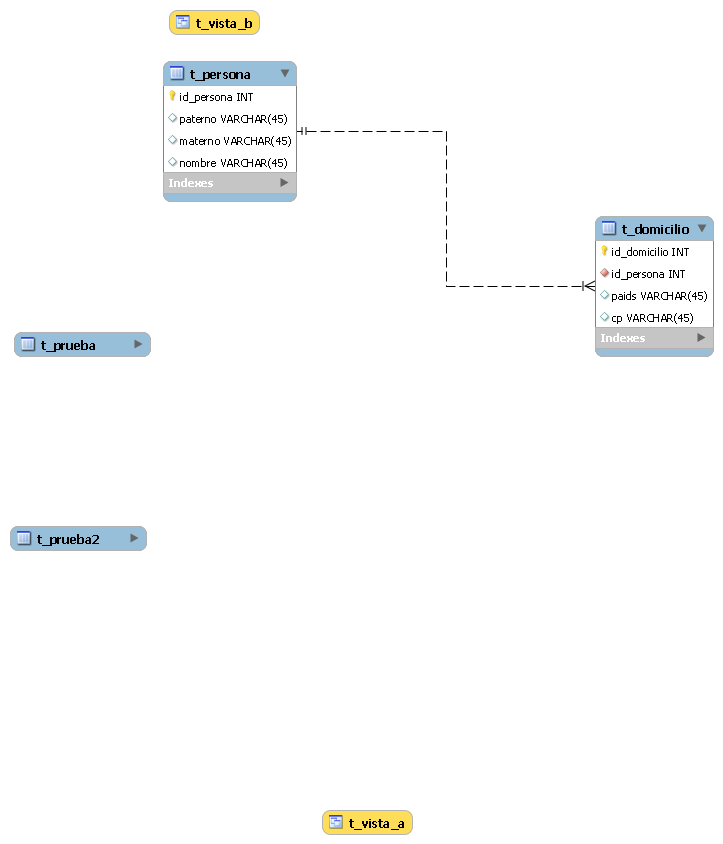 t_vista_b
t_persona
id_persona INT
paterno VARCHAR(45)
materno VARCHAR(45)
nombre VARCHAR(45)
Indexes
t_domicilio
id_domicilio INT
id_persona INT
paids VARCHAR(45)
cp VARCHAR(45)
Indexes
t_prueba
t_prueba2
t_vista_a